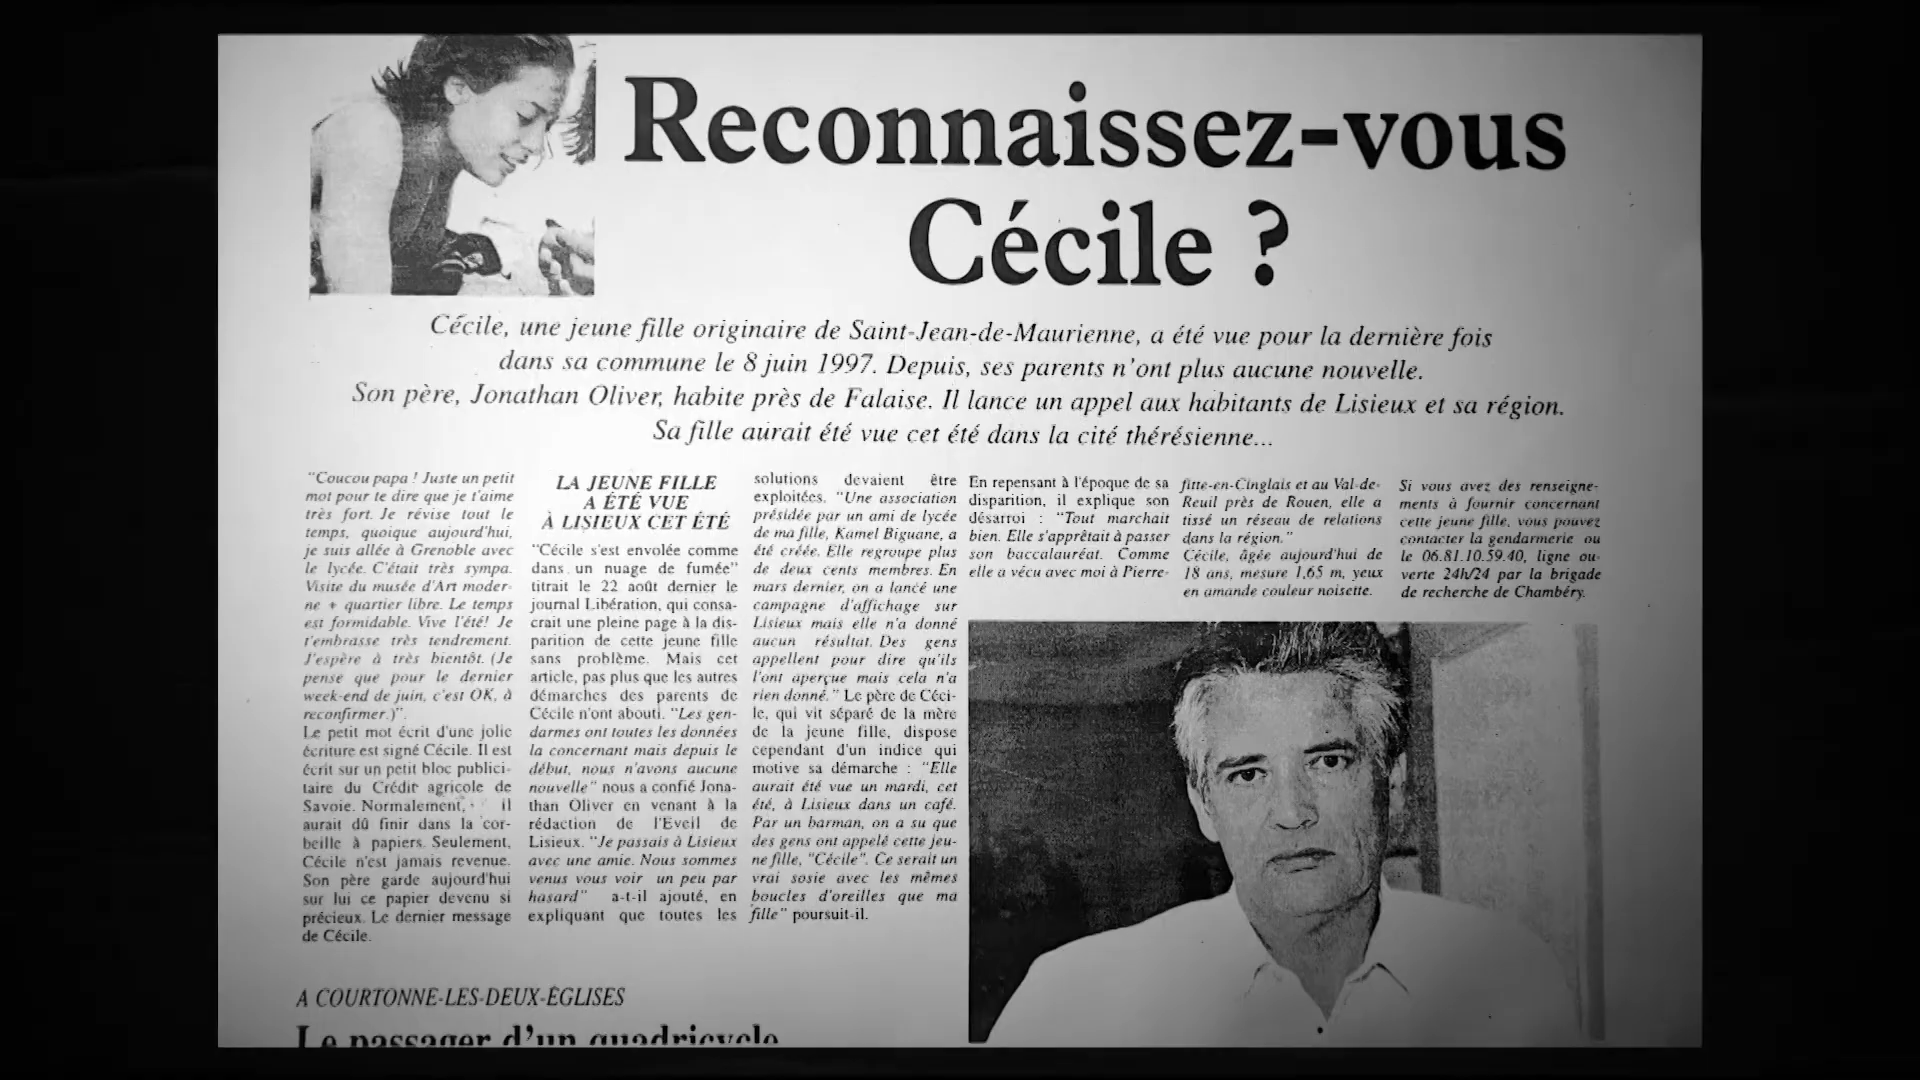 Reconnaissez-vous
Cécile ?
Cécile, une jeune fille originaire de Saint-Jean-de-Maurienne, a été vue pour la dernière fois
dans sa commune le 8 juin 1997. Depuis, ses parents n'ont plus aucune nouvelle.
Son père, Jonathan Oliver, habite près de Falaise. Il lance un appel aux habitants de Lisieux et sa région.
Sa fille aurait été vue cet été dans la cité thérésienne...
"Coucou papa ! Juste un petit
mot pour te dire que je t'aime
très fort. Je révise tout le
temps, quoique aujourd'hui,
je suis allée à Grenoble avec
le lycée. C'était très sympa.
Visite du musée d'Art moder-
ne + quartier libre. Le temps
est formidable. Vive l'été! Je
t'embrasse très tendrement.
J'espère à très bientôt. (Je
pense que pour le dernier
week-end de juin, c'est OK, à
reconfirmer.)".
Le petit mot écrit d'une jolie
écriture est signé Cécile. Il est
écrit sur un petit bloc publici-
taire du Crédit agricole de
Savoie. Normalement, il
aurait dû finir dans la cor-
beille à papiers. Seulement,
Cécile n'est jamais revenue.
Son père garde aujourd'hui
sur lui ce papier devenu si
précieux. Le dernier message
de Cécile.
LA JEUNE FILLE
A ÉTÉ VUE
À LISIEUX CET ÉTÉ
"Cécile s'est envolée comme
dans un nuage de fumée"
titrait le 22 août dernier le
journal Libération, qui consa-
crait une pleine page à la dis-
parition de cette jeune fille
sans problème. Mais cet
article, pas plus que les autres
démarches des parents de
Cécile n'ont abouti. "Les gen-
darmes ont toutes les données
la concernant mais depuis le
début, nous n'avons aucune
nouvelle" nous a confié Jona-
than Oliver en venant à la
rédaction de l'Eveil de
Lisieux. "Je passais à Lisieux
avec une amie. Nous sommes
venus vous voir un peu par
hasard" a-t-il ajouté, en
expliquant que toutes les
solutions devaient être
exploitées. "Une association
présidée par un ami de lycée
de ma fille, Kamel Biguane, a
été créée. Elle regroupe plus
de deux cents membres. En
mars dernier, on a lancé une
campagne d'affichage sur
Lisieux mais elle n'a donné
aucun résultat. Des gens
appellent pour dire qu'ils
l'ont aperçue mais cela n'a
rien donné." Le père de Céci-
le, qui vit séparé de la mère
de la jeune fille, dispose
cependant d'un indice qui
motive sa démarche : "Elle
aurait été vue un mardi, cet
été, à Lisieux dans un café.
Par un barman, on a su que
des gens ont appelé cette jeu-
ne fille, "Cécile". Ce serait un
vrai sosie avec les mêmes
boucles d'oreilles que ma
fille" poursuit-il.
En repensant à l'époque de sa
disparition, il explique son
désarroi : "Tout marchait
bien. Elle s'apprêtait à passer
son baccalauréat. Comme
elle a vécu avec moi à Pierre-
fitte-en-Cinglais et au Val-de-
Reuil près de Rouen, elle a
tissé un réseau de relations
dans la région."
Cécile, âgée aujourd'hui de
18 ans, mesure 1,65 m, yeux
en amande couleur noisette.
Si vous avez des renseigne-
ments à fournir concernant
cette jeune fille, vous pouvez
contacter la gendarmerie ou
le 06.81.10.59.40, ligne ou-
verte 24h/24 par la brigade
de recherche de Chambéry.
A COURTONNE-LES-DEUX-ÉGLISES
Le passager d'un quadricycle